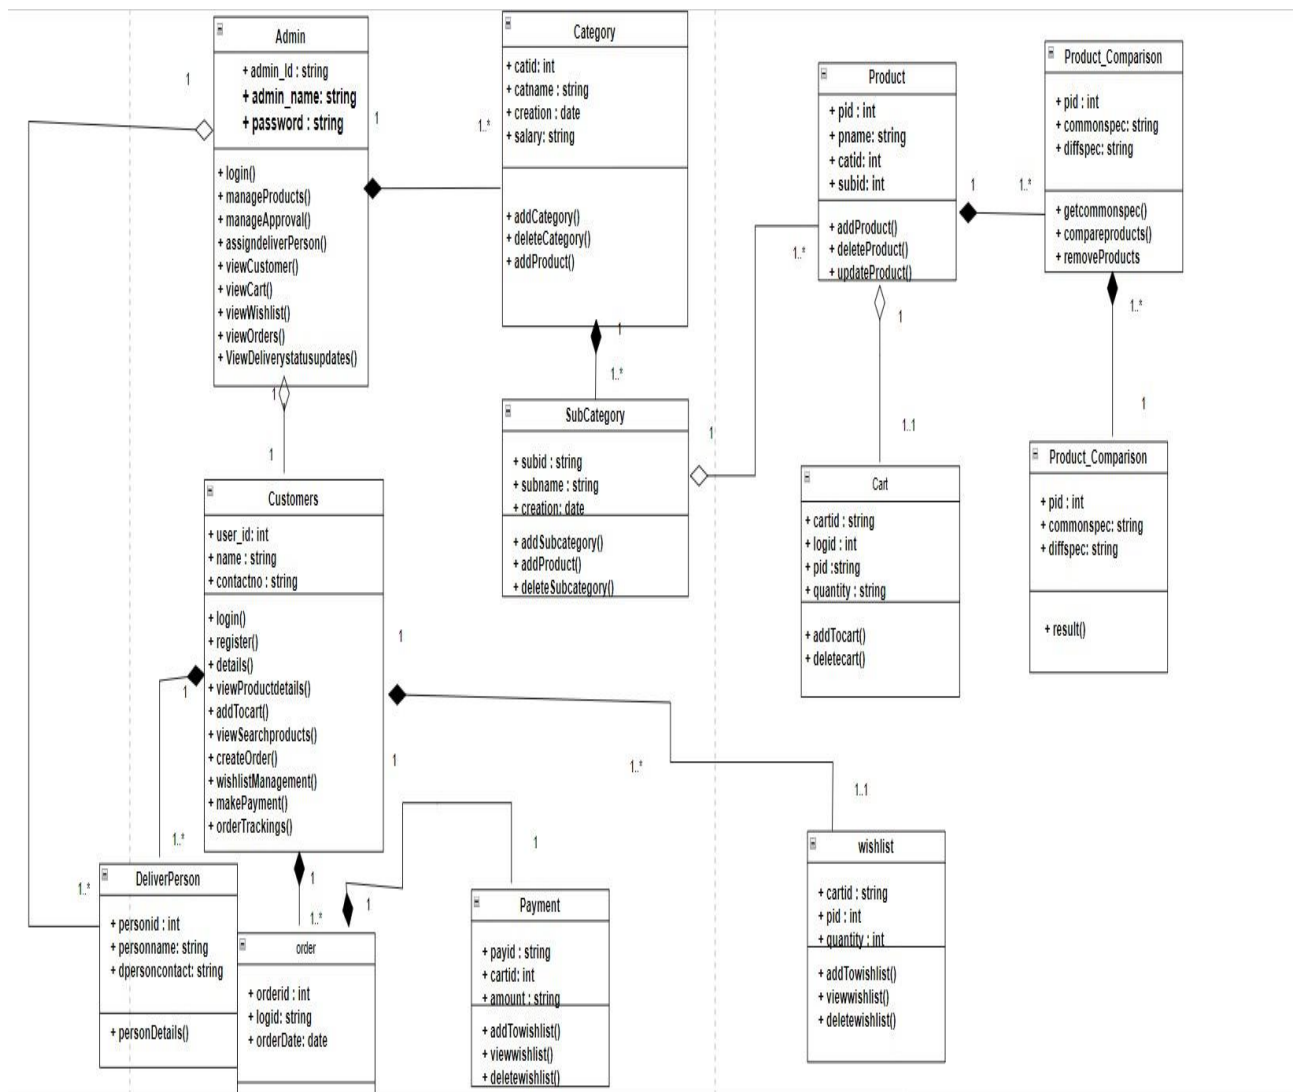 Admin
+ admin_Id : string
+ admin_name: string
+ password : string
+ login()
+ manageProducts()
+ manageApproval()
+ assigndeliverPerson()
+ viewCustomer()
+ viewCart()
+ viewWishlist()
+ viewOrders()
+ ViewDeliverystatusupdates()
1
1
1..*
Category
+ catid: int
+ catname : string
+ creation : date
+ salary: string
+ addCategory()
+ deleteCategory()
+ addProduct()
1
1..*
SubCategory
+ subid : string
+ subname : string
+ creation: date
+ addSubcategory()
+ addProduct()
+ deleteSubcategory()
1
1..*
Product
+ pid : int
+ pname: string
+ catid: int
+ subid: int
+ addProduct()
+ deleteProduct()
+ updateProduct()
1
1..*
Product_Comparison
+ pid : int
+ commonspec: string
+ diffspec: string
+ getcommonspec()
+ compareproducts()
+ removeProducts
1..*
1
Product_Comparison
+ pid : int
+ commonspec: string
+ diffspec: string
+ result()
1
1..1
Cart
+ cartid : string
+ logid : int
+ pid :string
+ quantity : string
+ addTocart()
+ deletecart()
1
1
Customers
+ user_id: int
+ name : string
+ contactno : string
+ login()
+ register()
+ details()
+ viewProductdetails()
+ addTocart()
+ viewSearchproducts()
+ createOrder()
+ wishlistManagement()
+ makePayment()
+ orderTrackings()
1
1
1
1..*
1..1
1..*
1..*
DeliverPerson
+ personid : int
+ personname: string
+ dpersoncontact: string
+ personDetails()
1
1..*
order
+ orderid : int
+ logid: string
+ orderDate: date
1
1
Payment
+ payid : string
+ cartid: int
+ amount : string
+ addTowishlist()
+ viewwishlist()
+ deletewishlist()
wishlist
+ cartid : string
+ pid : int
+ quantity : int
+ addTowishlist()
+ viewwishlist()
+ deletewishlist()